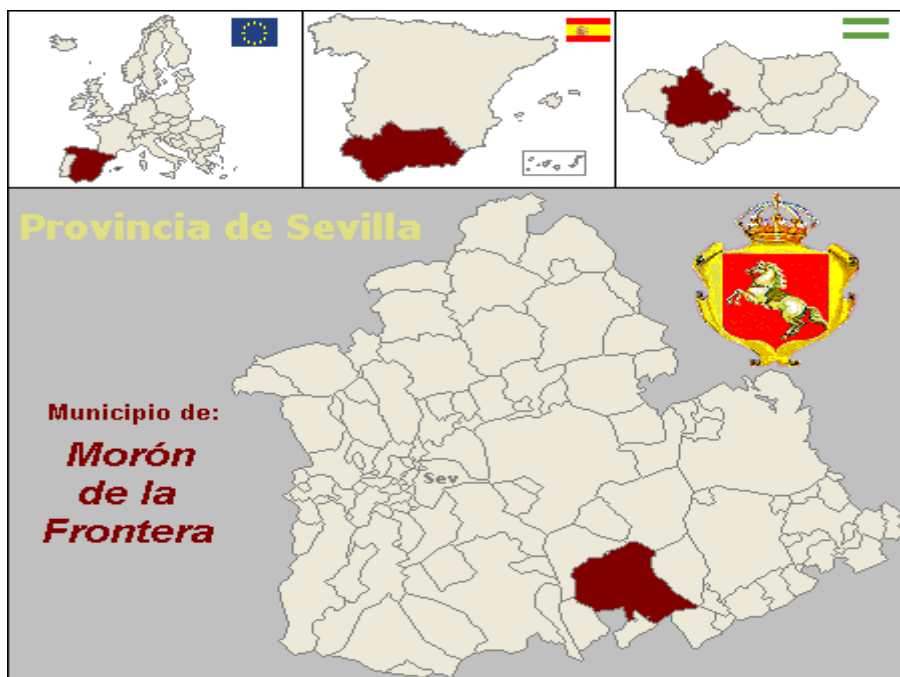 Provincia de Sevilla
Sev
Municipio de:
Morón
de la
Frontera